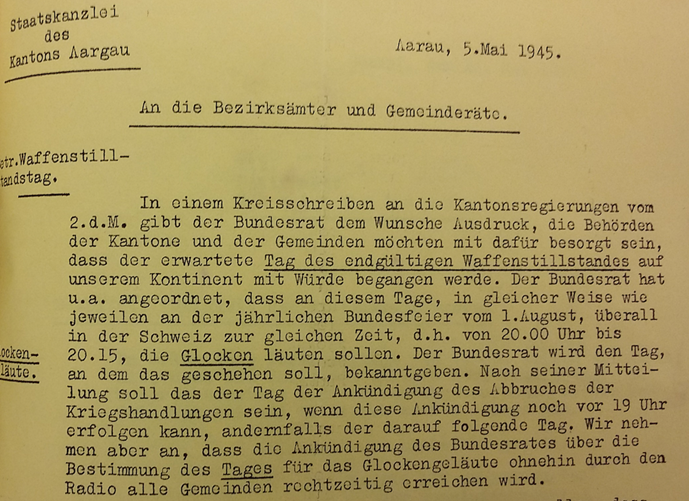 Staatskanzlei
des
Kantons Aargau
Aarau, 5.Mai 1945.
An die Bezirksämter und Gemeinderäte.
etr.Waffenstill-
tandstag.
In einem Kreisschreiben an die Kantonsregierungen vom
2.d.M. gibt der Bundesrat dem Wunsche Ausdruck, die Behörden
der Kantone und der Gemeinden möchten mit dafür besorgt sein,
dass der erwartete Tag des endgültigen Waffenstillstandes auf
unserem Kontinent mit Würde begangen werde. Der Bundesrat hat
u.a. angeordnet, dass an diesem Tage, in gleicher Weise wie
jeweilen an der jährlichen Bundesfeier vom 1.August, überall
in der Schweiz zur gleichen Zeit, d.h. von 20.00 Uhr bis
locken-
20.15, die Glocken läuten sollen. Der Bundesrat wird den Tag,
läute.
an dem das geschehen soll, bekanntgeben. Nach seiner Mittei-
lung soll das der Tag der Ankündigung des Abbruches der
Kriegshandlungen sein, wenn diese Ankündigung noch vor 19 Uhr
erfolgen kann, andernfalls der darauf folgende Tag. Wir neh-
men aber an, dass die Ankündigung des Bundesrates über die
Bestimmung des Tages für das Glockengeläute ohnehin durch den
Radio alle Gemeinden rechtzeitig erreichen wird.